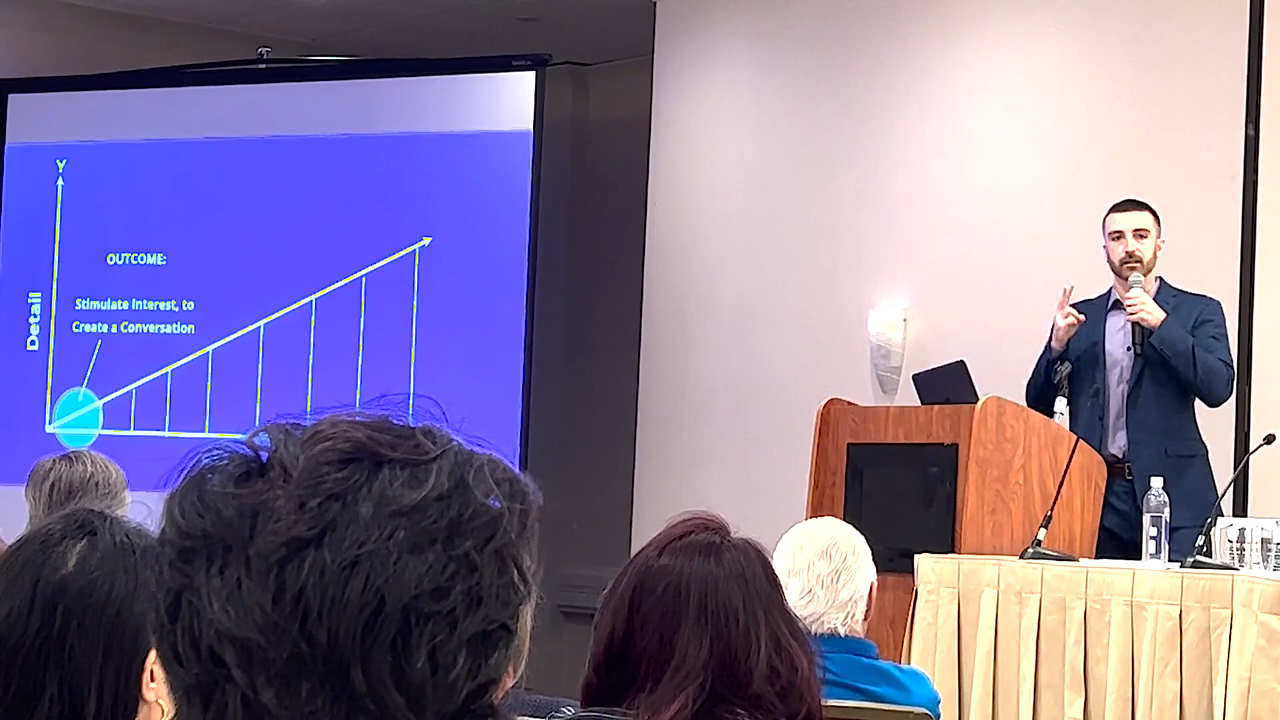 Y
OUTCOME:
Stimulate Interest, to
Create a Conversation
Detail